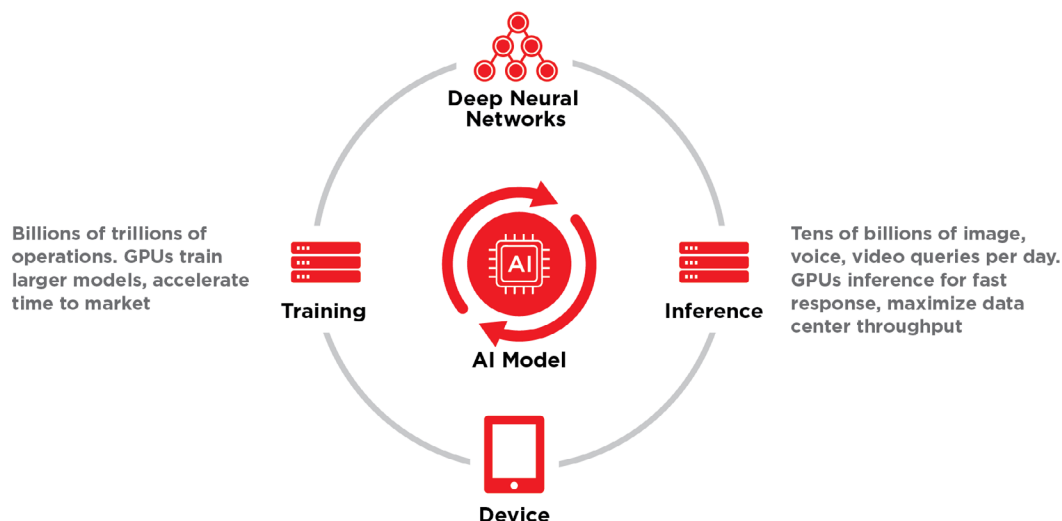 Deep Neural
Networks
Billions of trillions of
operations. GPUs train
larger models, accelerate
time to market
Training
AI
AI Model
Inference
Tens of billions of image,
voice, video queries per day.
GPUs inference for fast
response, maximize data
center throughput
Device